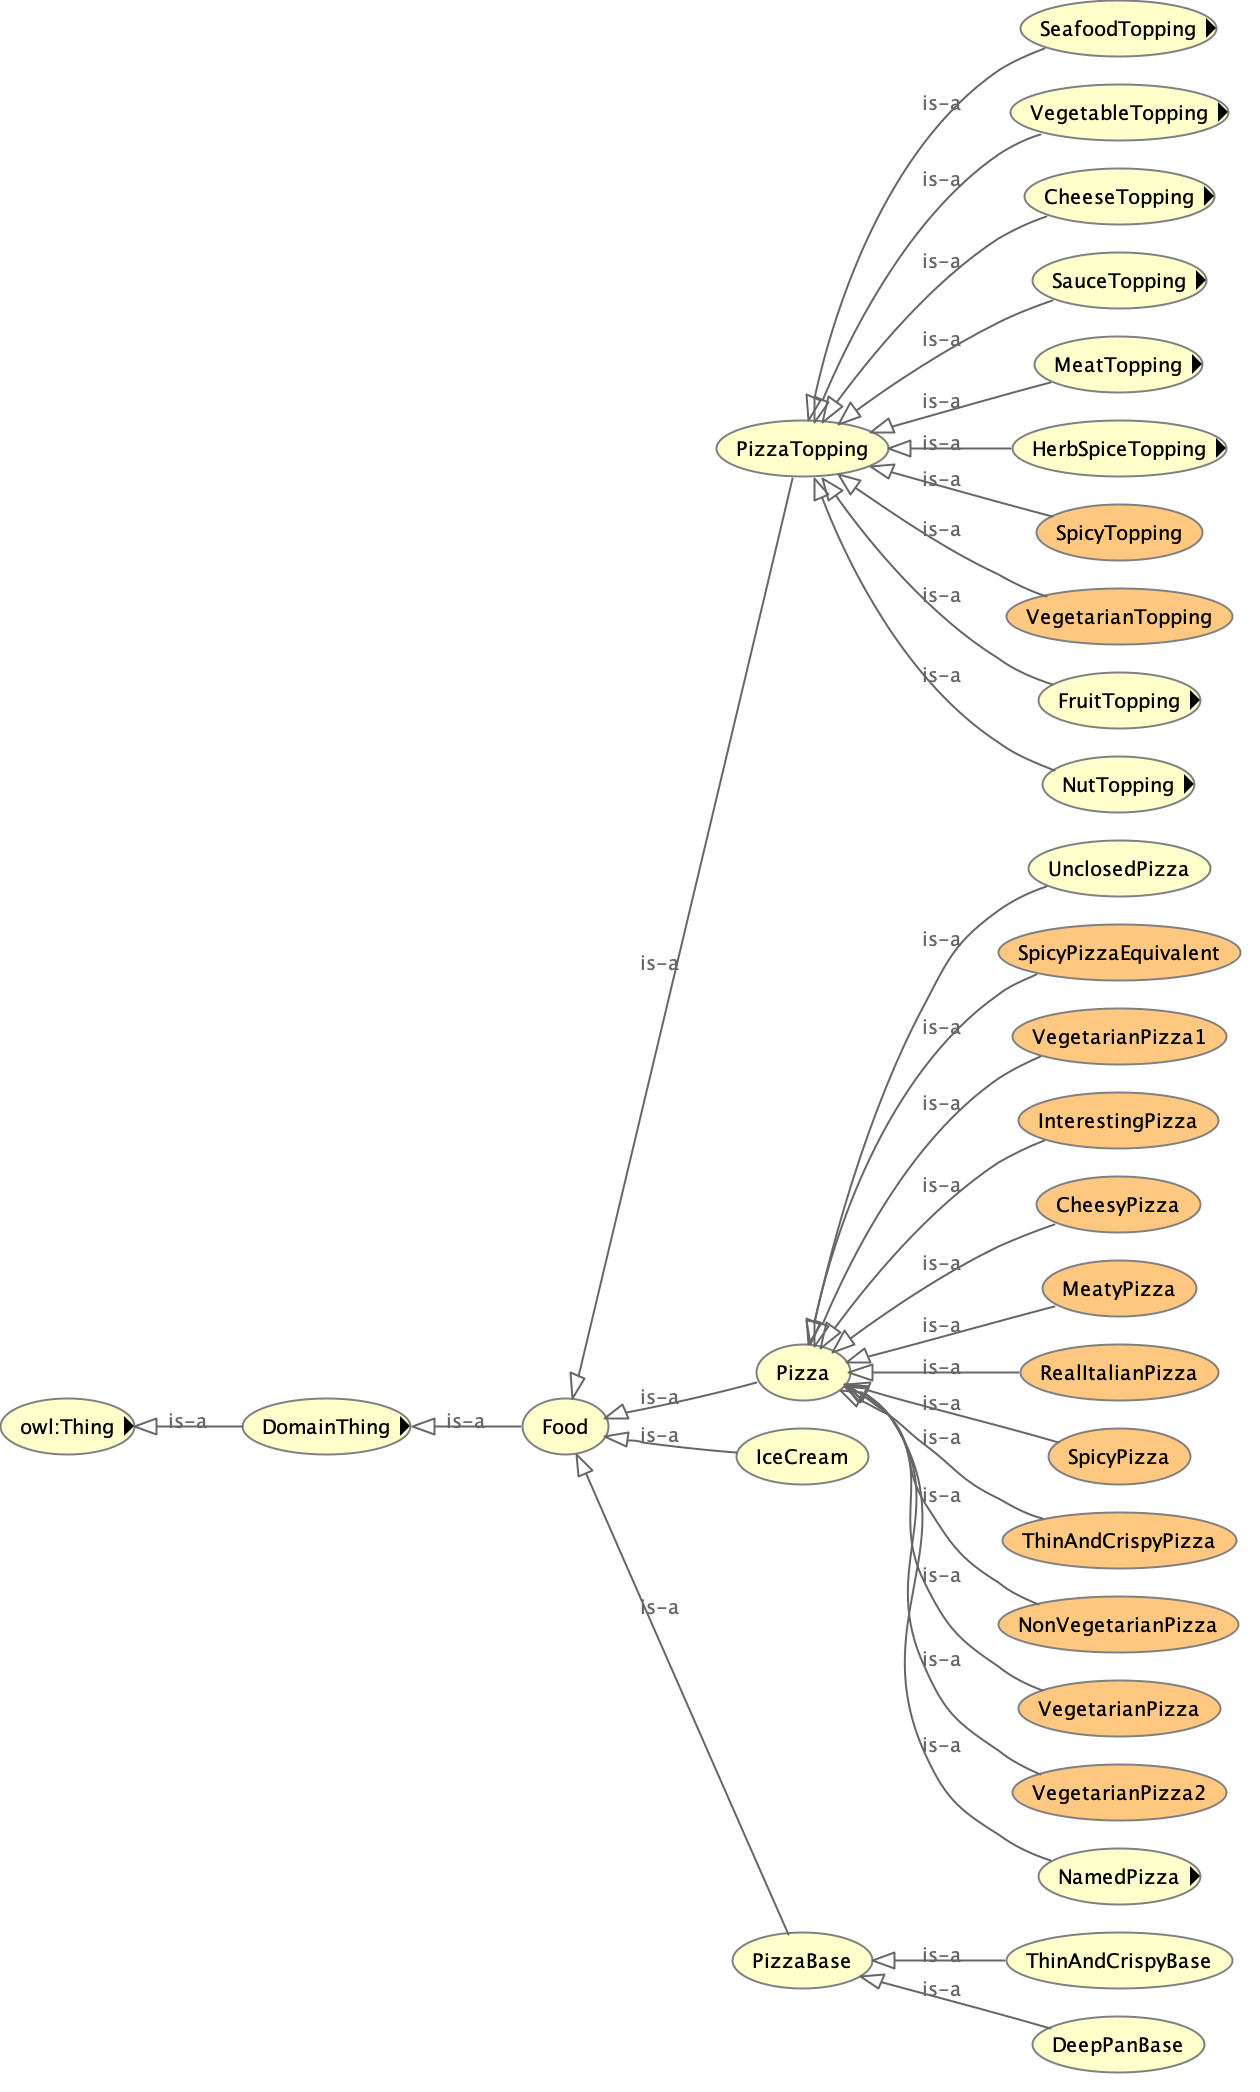 SeafoodTopping
is-a
VegetableTopping
is-a
CheeseTopping
is-a
SauceTopping
is-a
MeatTopping
is-a
PizzaTopping
is-a
HerbSpiceTopping
is-a
SpicyTopping
is-a
VegetarianTopping
is-a
FruitTopping
is-a
NutTopping
UnclosedPizza
is-a
SpicyPizzaEquivalent
is-a
is-a
VegetarianPizza1
is-a
InterestingPizza
is-a
CheesyPizza
is-a
MeatyPizza
is-a
Pizza
is-a
RealItalianPizza
is-a
is-a
owl:Thing
is-a
DomainThing
is-a
Food
is-a
is-a
IceCream
SpicyPizza
is-a
ThinAndCrispyPizza
is-a
is-a
NonVegetarianPizza
is-a
VegetarianPizza
is-a
VegetarianPizza2
NamedPizza
PizzaBase
is-a
ThinAndCrispyBase
is-a
DeepPanBase